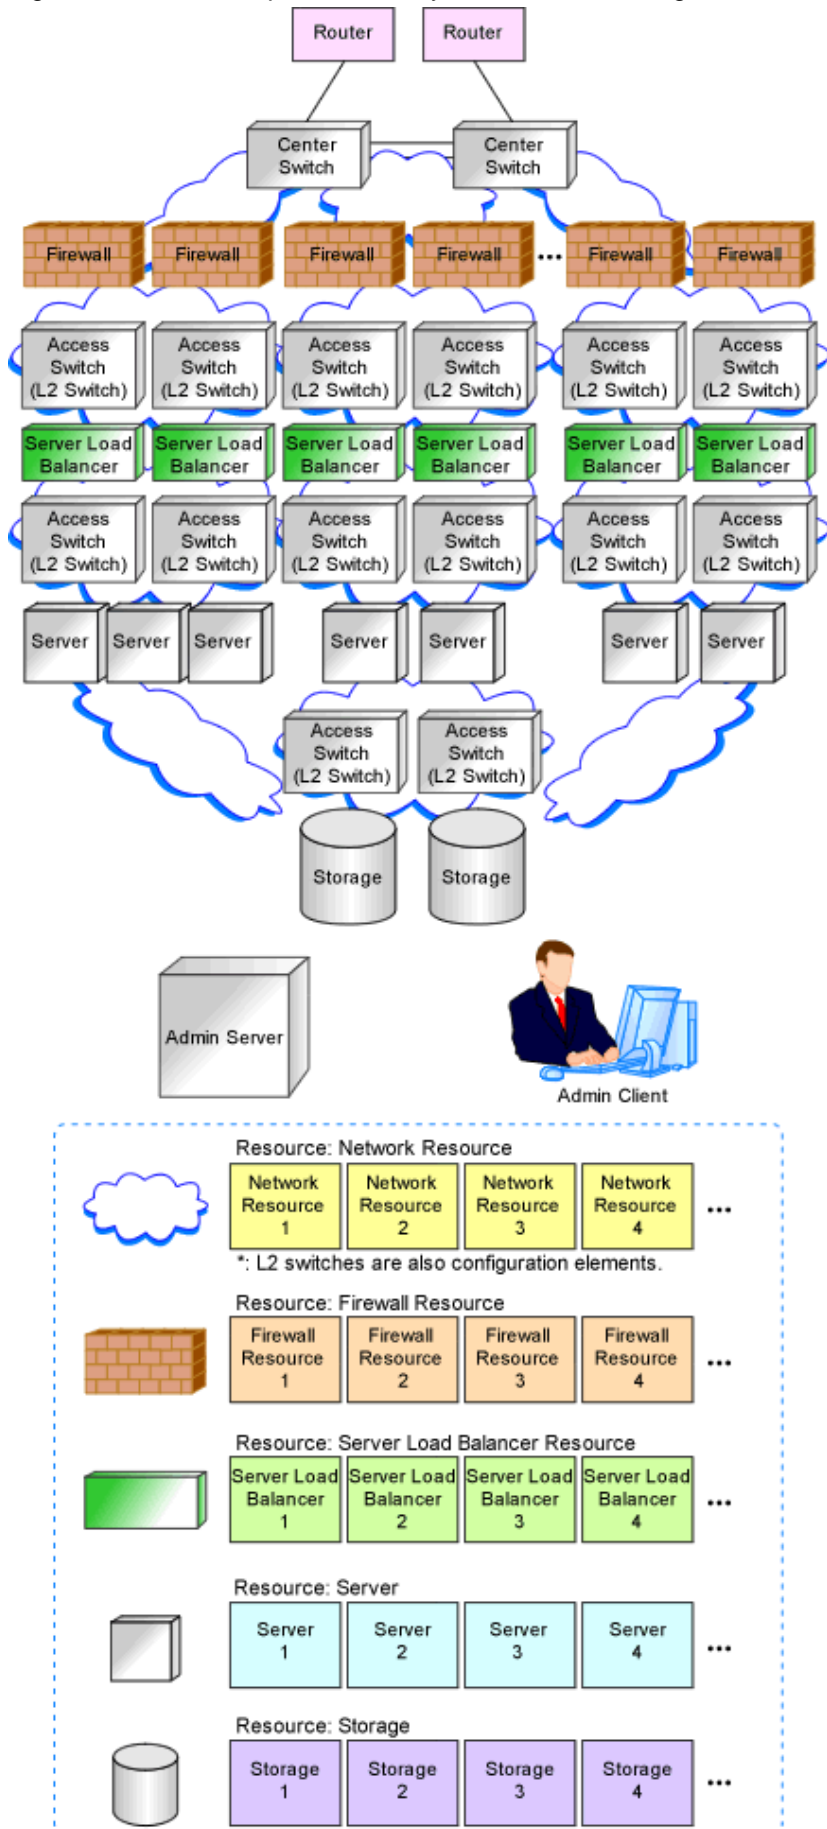 Router Router
Center Center
Switch Switch
Firewall Firewall Firewall Firewall ••• Firewall Firewall
Access Access Access Access Access Access
Switch Switch Switch Switch Switch Switch
(L2 Switch) (L2 Switch) (L2 Switch) (L2 Switch) (L2 Switch) (L2 Switch)
Server Load Server Load Server Load Server Load Server Load Server Load
Balancer Balancer Balancer Balancer Balancer Balancer
Access Access Access Access Access Access
Switch Switch Switch Switch Switch Switch
(L2 Switch) (L2 Switch) (L2 Switch) (L2 Switch) (L2 Switch) (L2 Switch)
Server Server Server Server Server Server Server
Access Access
Switch Switch
(L2 Switch) (L2 Switch)
Storage Storage
Admin Server
Admin Client
Resource: Network Resource
Network Network Network Network
Resource Resource Resource Resource
1 2 3 4 •••
*: L2 switches are also configuration elements.
Resource: Firewall Resource
Firewall Firewall Firewall Firewall
Resource Resource Resource Resource
1 2 3 4 •••
Resource: Server Load Balancer Resource
Server Load Server Load Server Load Server Load
Balancer Balancer Balancer Balancer
1 2 3 4 •••
Resource: Server
Server Server Server Server
1 2 3 4 •••
Resource: Storage
Storage Storage Storage Storage
1 2 3 4 •••